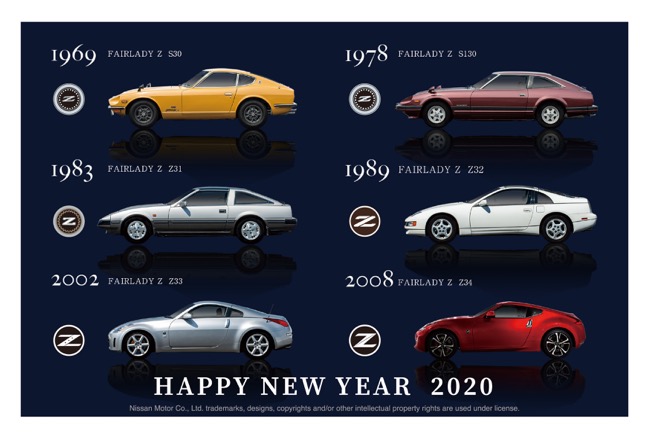 1969 FAIRLADY Z S30
1978 FAIRLADY Z S130
1983 FAIRLADY Z Z31
1989 FAIRLADY Z Z32
2002 FAIRLADY Z Z33
2008 FAIRLADY Z Z34
HAPPY NEW YEAR 2020
Nissan Motor Co., Ltd. trademarks, designs, copyrights and/or other intellectual property rights are used under license.